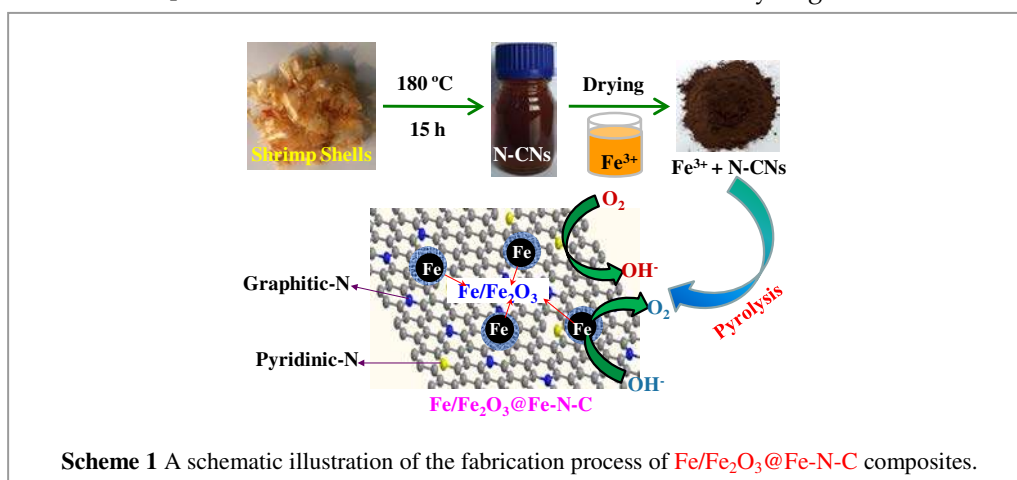 180 ºC
Drying
15 h
Shrimp Shells
N-CNs
Fe³⁺
Fe³⁺ + N-CNs
O₂
Fe
Fe
OH⁻
Graphitic-N
Fe/Fe₂O₃
O₂
Pyrolysis
Fe
Fe
Pyridinic-N
OH⁻
Fe/Fe₂O₃@Fe-N-C
Scheme 1 A schematic illustration of the fabrication process of Fe/Fe₂O₃@Fe-N-C composites.